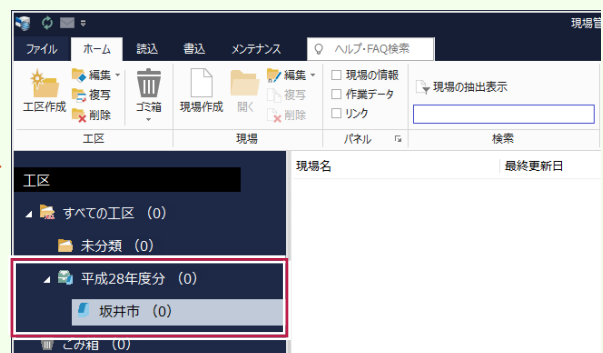 現場管
ファイル ホーム 読込 書込 メンテナンス ヘルプ・FAQ検索
工区作成 編集 複写 削除 ゴミ箱 現場作成 開く 編集 複写 削除 現場の情報 作業データ リンク 現場の抽出表示
工区 現場 パネル 検索
工区 現場名 最終更新日
すべての工区 (0)
未分類 (0)
平成28年度分 (0)
坂井市 (0)
ごみ箱 (0)